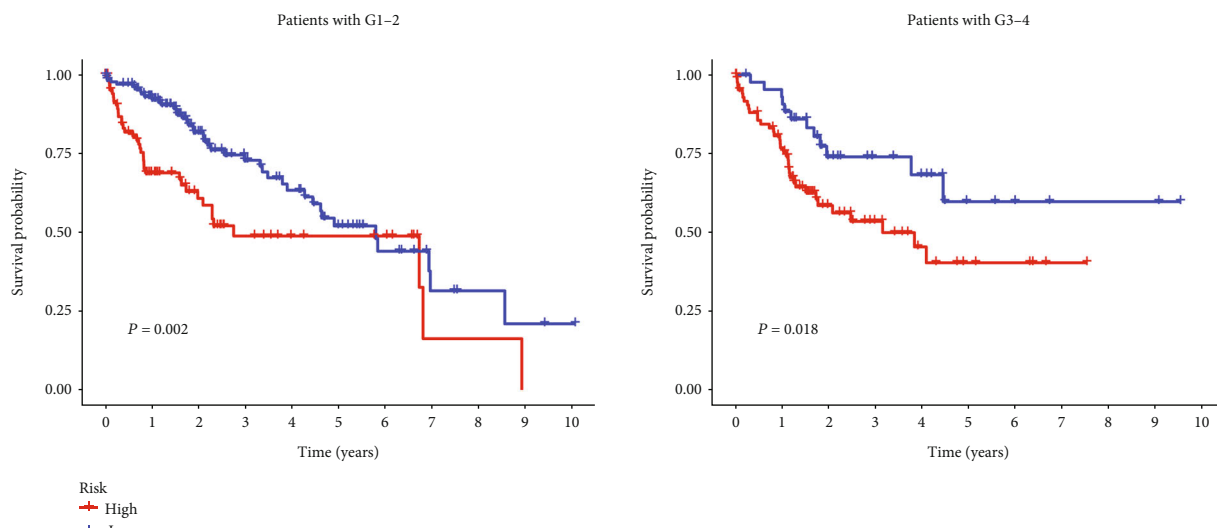 Patients with G1–2
1.00
0.75
0.50
0.25
0.00
Survival probability
P = 0.002
0 1 2 3 4 5 6 7 8 9 10
Time (years)
Risk
High
Patients with G3–4
1.00
0.75
0.50
0.25
0.00
Survival probability
P = 0.018
0 1 2 3 4 5 6 7 8 9 10
Time (years)